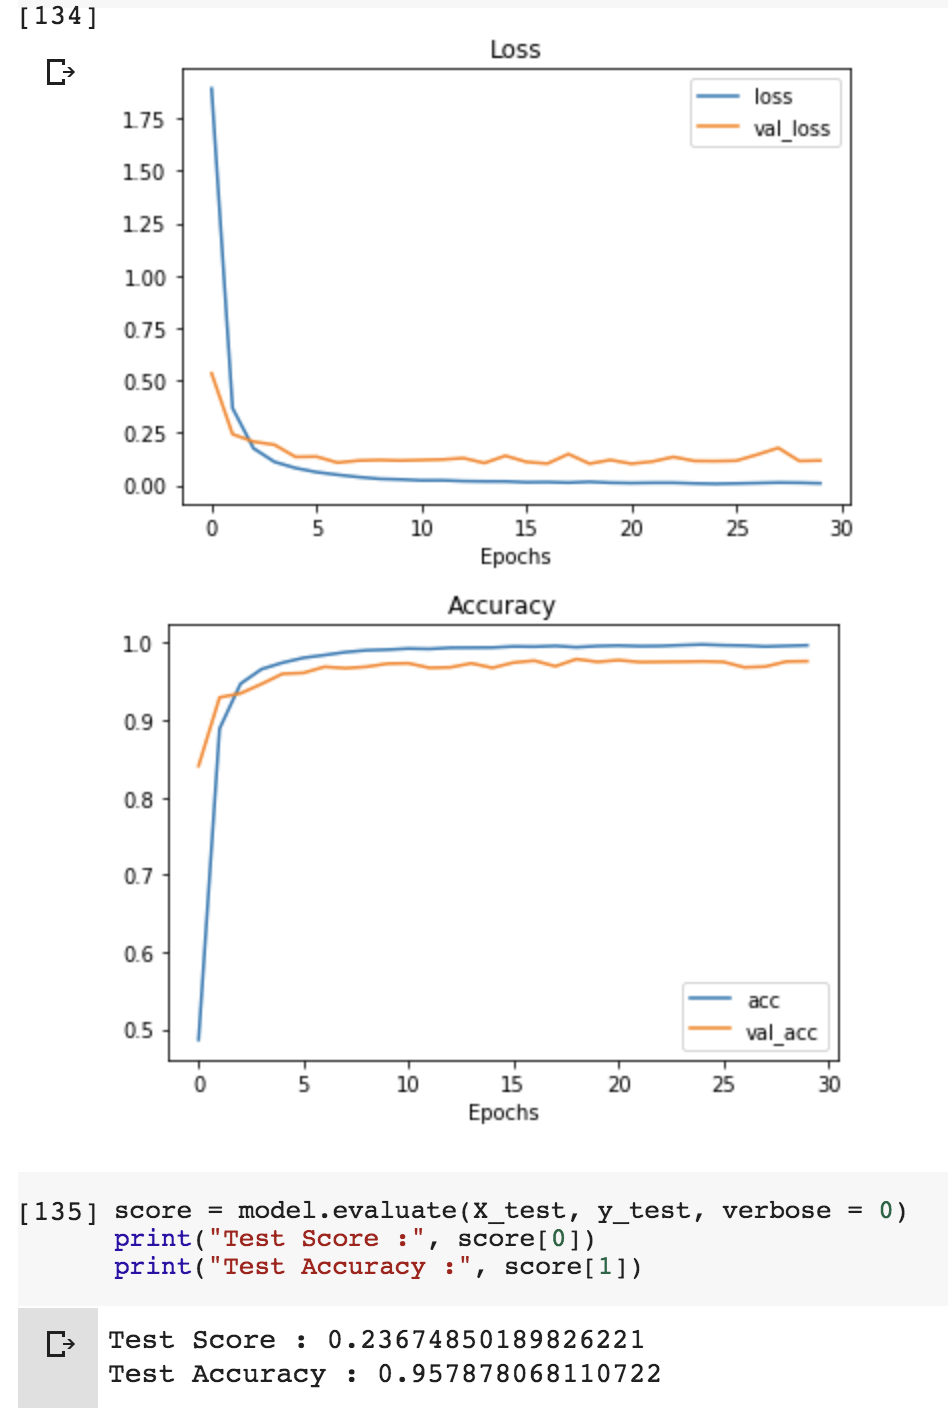 [134]
Loss
loss
val_loss
1.75
1.50
1.25
1.00
0.75
0.50
0.25
0.00
0 5 10 15 20 25 30
Epochs
Accuracy
1.0
0.9
0.8
0.7
0.6
0.5
acc
val_acc
0 5 10 15 20 25 30
Epochs
[135] score = model.evaluate(X_test, y_test, verbose = 0)
print("Test Score :", score[0])
print("Test Accuracy :", score[1])
Test Score : 0.23674850189826221
Test Accuracy : 0.957878068110722